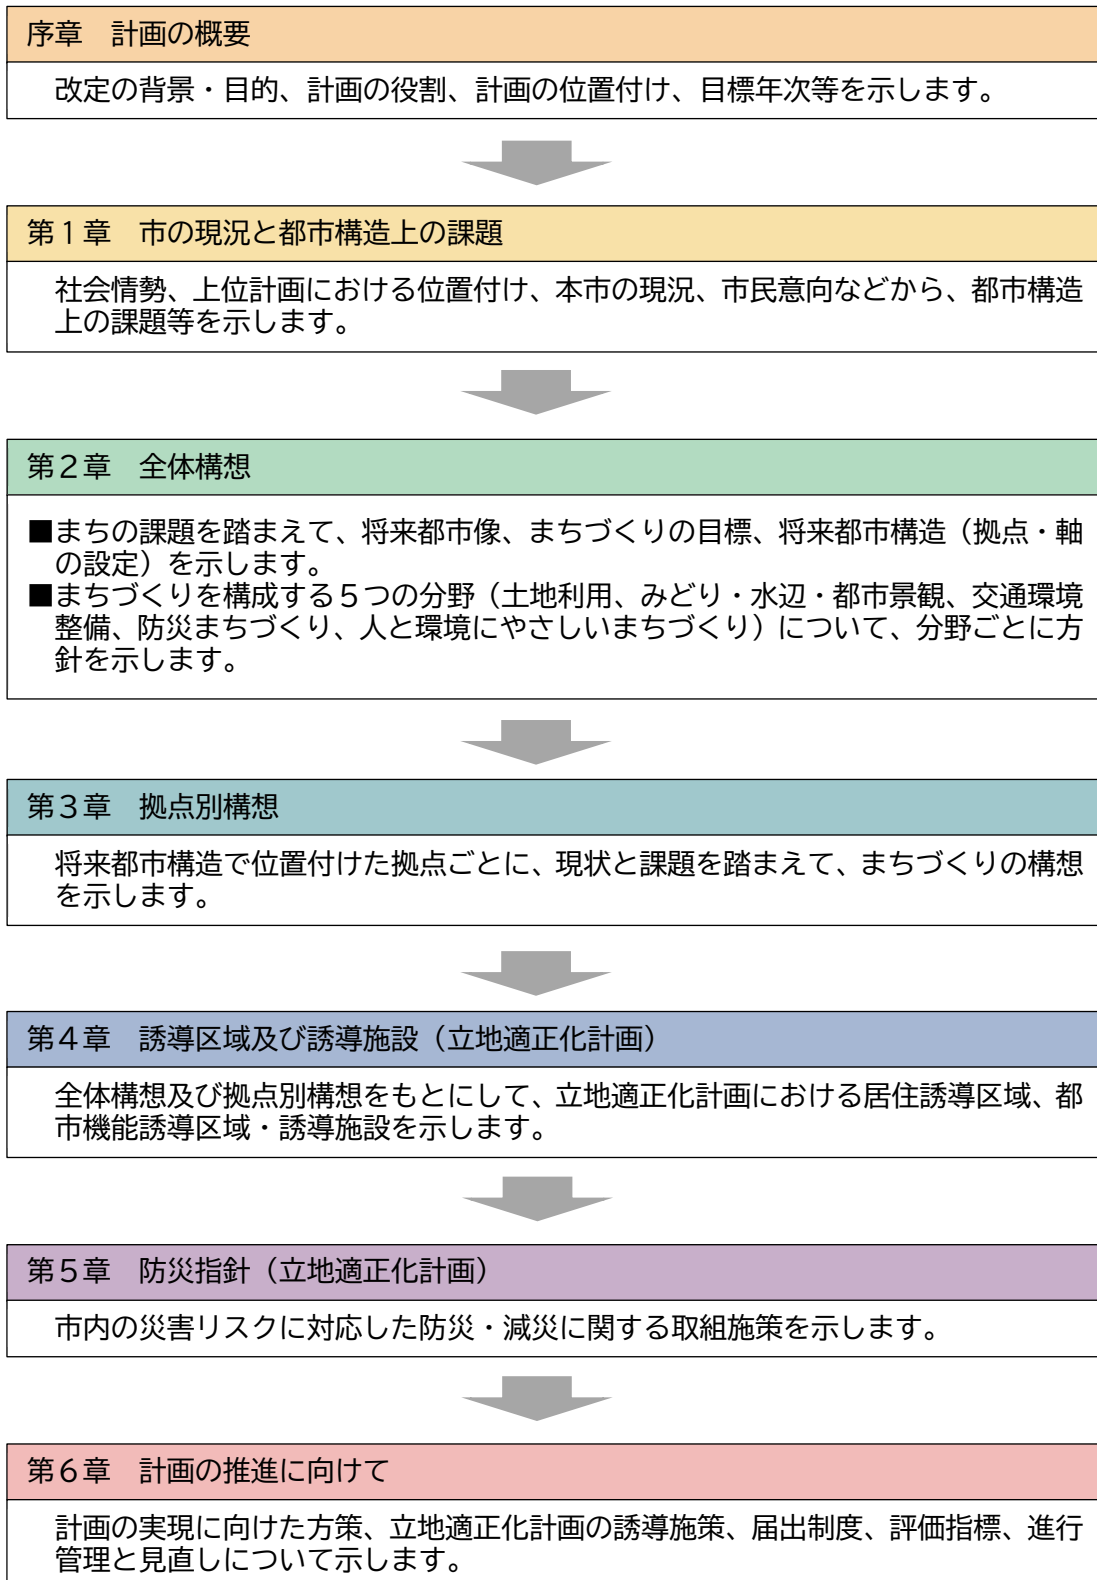 序章　計画の概要
改定の背景・目的、計画の役割、計画の位置付け、目標年次等を示します。
第１章　市の現況と都市構造上の課題
社会情勢、上位計画における位置付け、本市の現況、市民意向などから、都市構造
上の課題等を示します。
第２章　全体構想
■まちの課題を踏まえて、将来都市像、まちづくりの目標、将来都市構造（拠点・軸
の設定）を示します。
■まちづくりを構成する５つの分野（土地利用、みどり・水辺・都市景観、交通環境
整備、防災まちづくり、人と環境にやさしいまちづくり）について、分野ごとに方
針を示します。
第３章　拠点別構想
将来都市構造で位置付けた拠点ごとに、現状と課題を踏まえて、まちづくりの構想
を示します。
第４章　誘導区域及び誘導施設（立地適正化計画）
全体構想及び拠点別構想をもとにして、立地適正化計画における居住誘導区域、都
市機能誘導区域・誘導施設を示します。
第５章　防災指針（立地適正化計画）
市内の災害リスクに対応した防災・減災に関する取組施策を示します。
第６章　計画の推進に向けて
計画の実現に向けた方策、立地適正化計画の誘導施策、届出制度、評価指標、進行
管理と見直しについて示します。